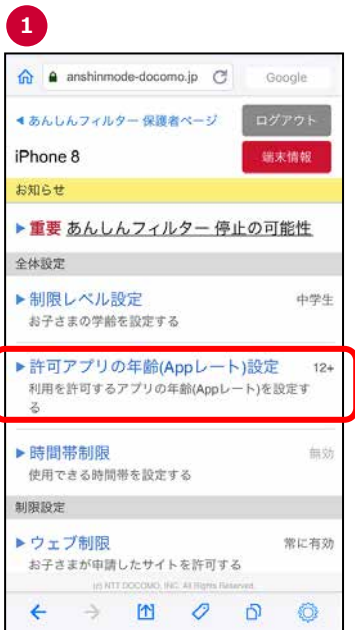 1
anshinmode-docomo.jp
Google
あんしんフィルター 保護者ページ
ログアウト
iPhone 8
端末情報
お知らせ
重要 あんしんフィルター 停止の可能性
全体設定
制限レベル設定 中学生
お子さまの学齢を設定する
許可アプリの年齢(Appレート)設定 12+
利用を許可するアプリの年齢(Appレート)を設定す
る
時間帯制限 無効
使用できる時間帯を設定する
制限設定
ウェブ制限 常に有効
お子さまが申請したサイトを許可する
(c) NTT DOCOMO, INC. All Rights Reserved.